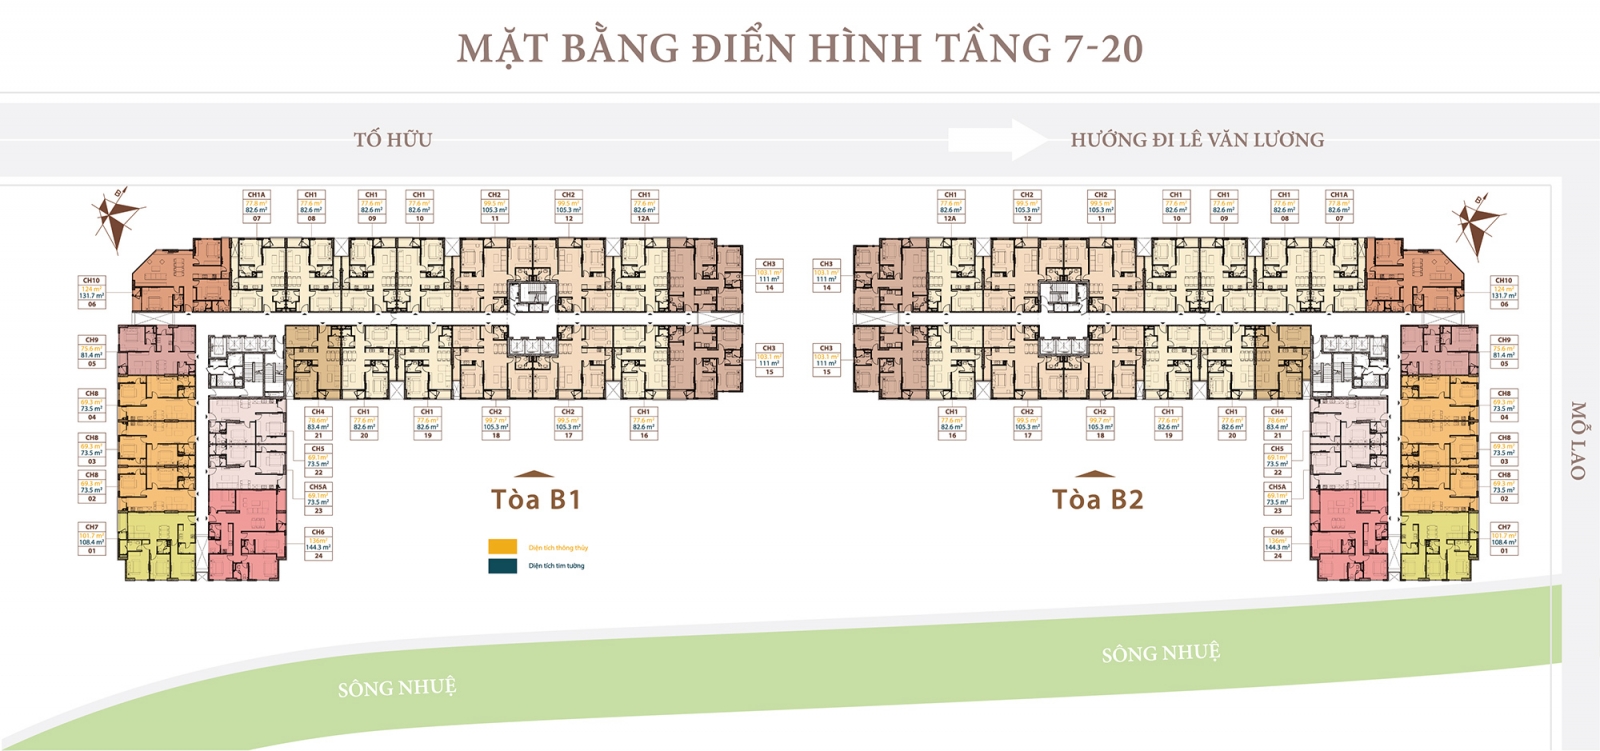 MẶT BẰNG ĐIỂN HÌNH TẦNG 7-20
TỐ HỮU
HƯỚNG ĐI LÊ VĂN LƯƠNG
B
B
CH1A
77.8 m²
82.6 m²
07
CH1
77.6 m²
82.6 m²
08
CH1
77.6 m²
82.6 m²
09
CH1
77.6 m²
82.6 m²
10
CH2
99.5 m²
105.3 m²
11
CH2
99.5 m²
105.3 m²
12
CH1
77.6 m²
82.6 m²
12A
CH1
77.6 m²
82.6 m²
12A
CH2
99.5 m²
105.3 m²
12
CH2
99.5 m²
105.3 m²
11
CH1
77.6 m²
82.6 m²
10
CH1
77.6 m²
82.6 m²
09
CH1
77.6 m²
82.6 m²
08
CH1A
77.8 m²
82.6 m²
07
CH10
124 m²
131.7 m²
06
CH3
103.1 m²
111 m²
14
CH3
103.1 m²
111 m²
14
CH10
124 m²
131.7 m²
06
CH9
75.6 m²
81.4 m²
05
CH3
103.1 m²
111 m²
15
CH3
103.1 m²
111 m²
15
CH9
75.6 m²
81.4 m²
05
CH8
69.3 m²
73.5 m²
04
CH8
69.3 m²
73.5 m²
03
CH8
69.3 m²
73.5 m²
02
CH7
101.7 m²
108.4 m²
01
CH4
78.6 m²
83.4 m²
21
CH1
77.6 m²
82.6 m²
20
CH1
77.6 m²
82.6 m²
19
CH2
99.7 m²
105.3 m²
18
CH2
99.5 m²
105.3 m²
17
CH1
77.6 m²
82.6 m²
16
CH5
69.1 m²
73.5 m²
22
CH5A
69.1 m²
73.5 m²
23
CH6
136m²
144.3 m²
24
CH1
77.6 m²
82.6 m²
16
CH2
99.5 m²
105.3 m²
17
CH2
99.7 m²
105.3 m²
18
CH1
77.6 m²
82.6 m²
19
CH1
77.6 m²
82.6 m²
20
CH4
78.6 m²
83.4 m²
21
CH5
69.1 m²
73.5 m²
22
CH5A
69.1 m²
73.5 m²
23
CH6
136m²
144.3 m²
24
CH8
69.3 m²
73.5 m²
04
CH8
69.3 m²
73.5 m²
03
CH8
69.3 m²
73.5 m²
02
CH7
101.7 m²
108.4 m²
01
MỖ LAO
Tòa B1
Tòa B2
Diện tích thông thủy
Diện tích tim tường
SÔNG NHUỆ
SÔNG NHUỆ